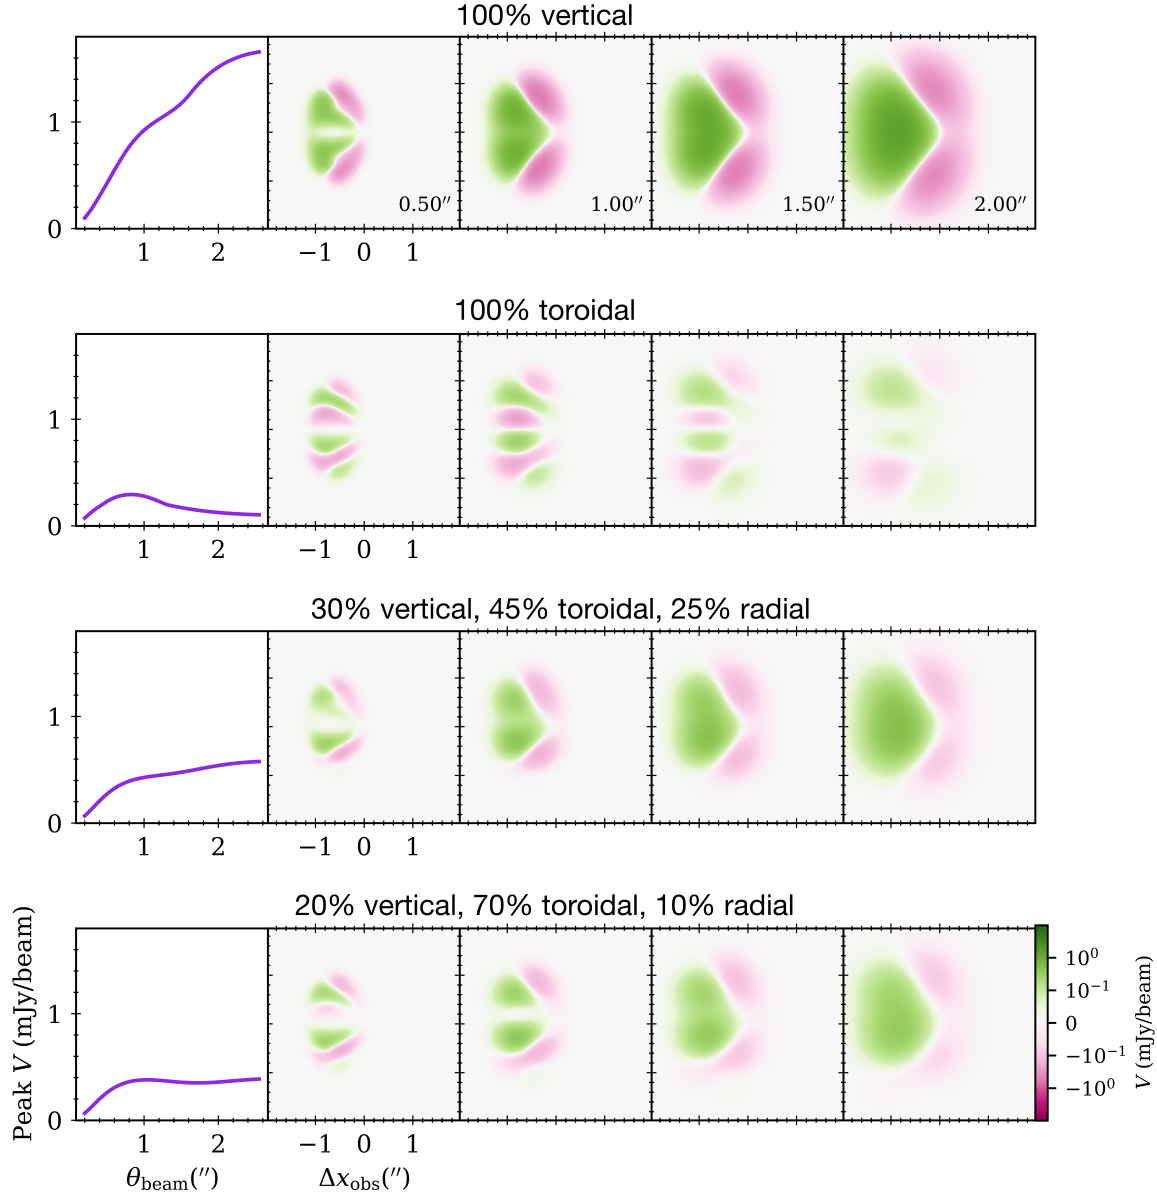 100% vertical
1
0
0.50″
1.00″
1.50″
2.00″
1 2
−1 0 1
100% toroidal
1
0
1 2
−1 0 1
30% vertical, 45% toroidal, 25% radial
1
0
1 2
−1 0 1
20% vertical, 70% toroidal, 10% radial
Peak V (mJy/beam)
1
0
1 2
θbeam(″)
−1 0 1
Δxobs(″)
10⁰
10⁻¹
0
−10⁻¹
−10⁰
V (mJy/beam)